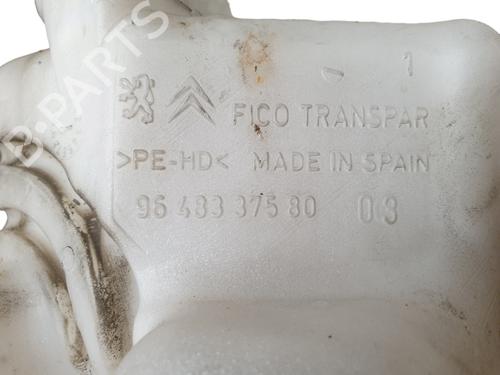 1
FICO TRANSPAR
>PE-HD< MADE IN SPAIN
96 483 375 80 03
B-PARTS